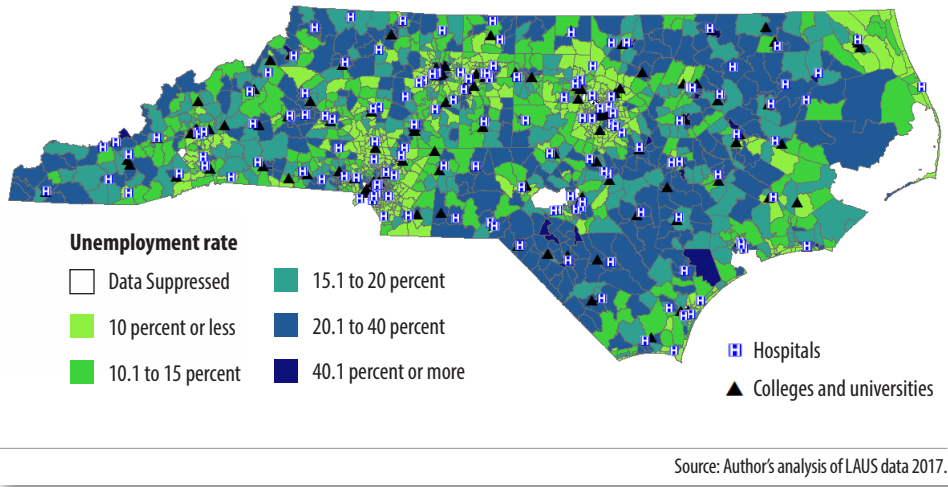 Unemployment rate
Data Suppressed
10 percent or less
10.1 to 15 percent
15.1 to 20 percent
20.1 to 40 percent
40.1 percent or more
H Hospitals
Colleges and universities
Source: Author's analysis of LAUS data 2017.